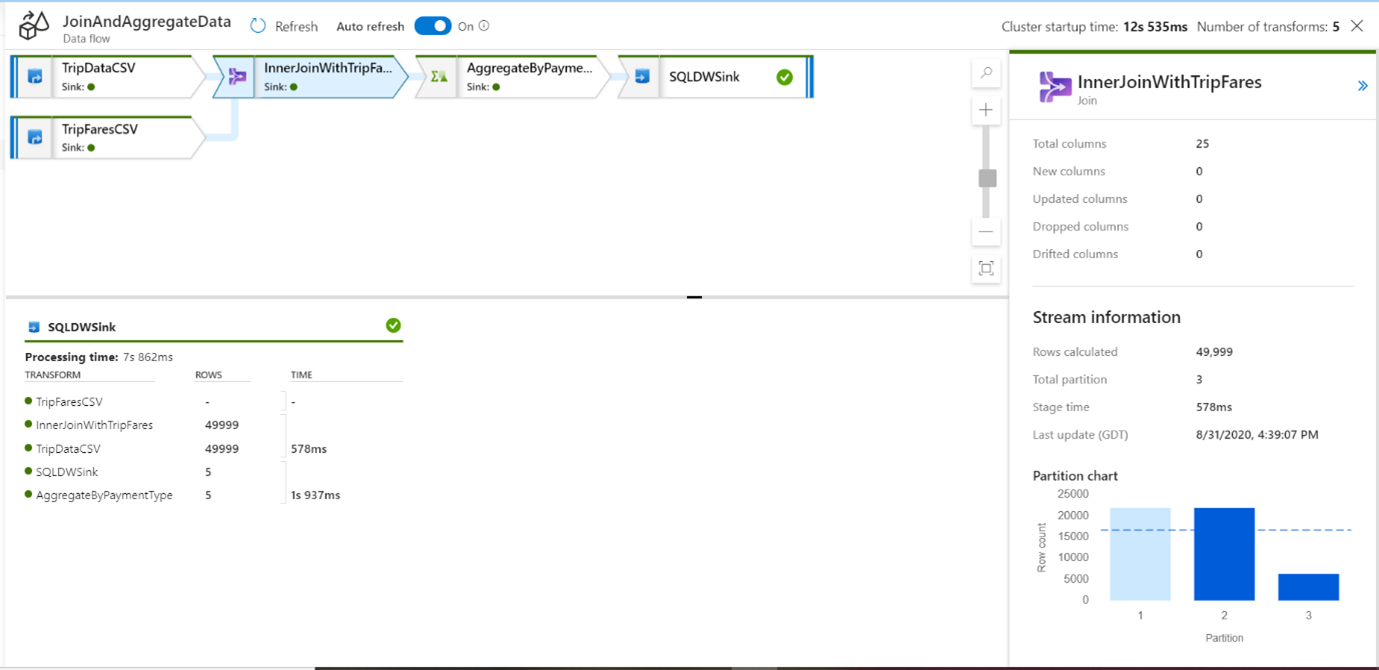 JoinAndAggregateData
Data flow
Refresh Auto refresh On
Cluster startup time: 12s 535ms Number of transforms: 5
TripDataCSV
Sink:
InnerJoinWithTripFa...
Sink:
AggregateByPayme...
Sink:
SQLDWSink
TripFaresCSV
Sink:
SQLDWSink
Processing time: 7s 862ms
TRANSFORM ROWS TIME
TripFaresCSV - -
InnerJoinWithTripFares 49999
TripDataCSV 49999 578ms
SQLDWSink 5
AggregateByPaymentType 5 1s 937ms
InnerJoinWithTripFares
Join
Total columns 25
New columns 0
Updated columns 0
Dropped columns 0
Drifted columns 0
Stream information
Rows calculated 49,999
Total partition 3
Stage time 578ms
Last update (GDT) 8/31/2020, 4:39:07 PM
Partition chart
Row count
25000
20000
15000
10000
5000
0
1 2 3
Partition